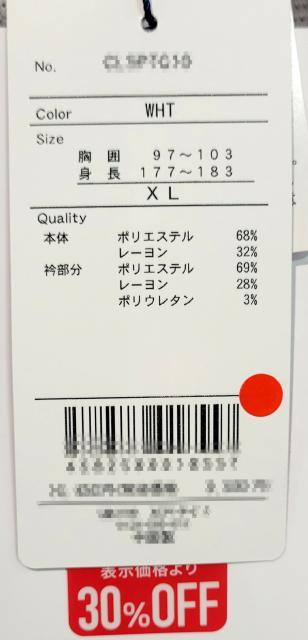 No.
Color WHT
Size
胸 囲 97～103
身 長 177～183
XL
Quality
本体 ポリエステル 68%
レーヨン 32%
衿部分 ポリエステル 69%
レーヨン 28%
ポリウレタン 3%
表示価格より
30%OFF